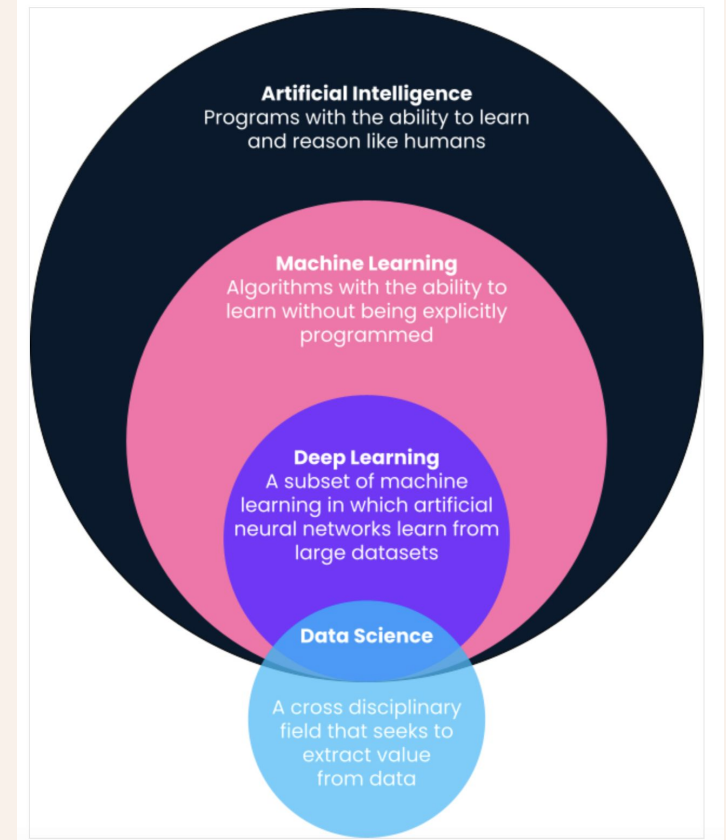 Artificial Intelligence
Programs with the ability to learn
and reason like humans
Machine Learning
Algorithms with the ability to
learn without being explicitly
programmed
Deep Learning
A subset of machine
learning in which artificial
neural networks learn from
large datasets
Data Science
A cross disciplinary
field that seeks to
extract value
from data